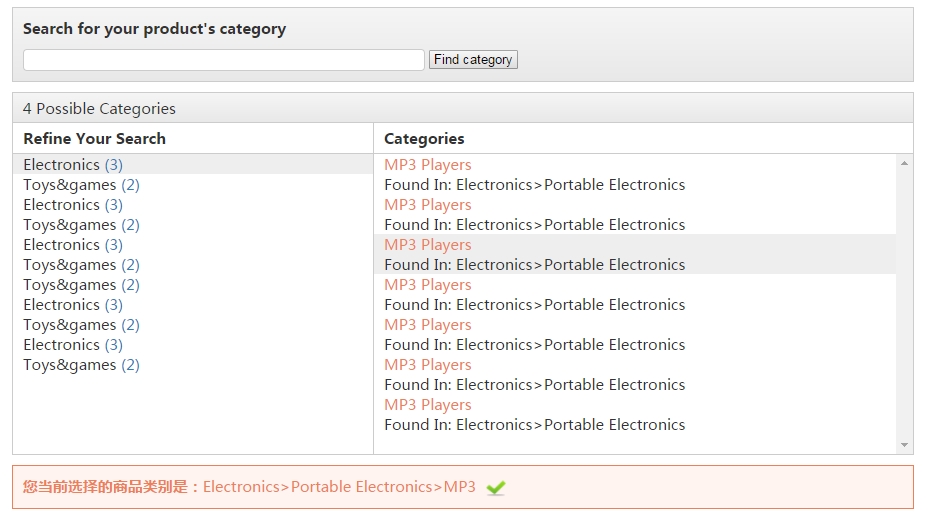 Search for your product's category
Find category
4 Possible Categories
Refine Your Search
Electronics (3)
Toys&games (2)
Electronics (3)
Toys&games (2)
Electronics (3)
Toys&games (2)
Toys&games (2)
Electronics (3)
Toys&games (2)
Electronics (3)
Toys&games (2)
Categories
MP3 Players
Found In: Electronics>Portable Electronics
MP3 Players
Found In: Electronics>Portable Electronics
MP3 Players
Found In: Electronics>Portable Electronics
MP3 Players
Found In: Electronics>Portable Electronics
MP3 Players
Found In: Electronics>Portable Electronics
MP3 Players
Found In: Electronics>Portable Electronics
MP3 Players
Found In: Electronics>Portable Electronics
您当前选择的商品类别是：Electronics>Portable Electronics>MP3